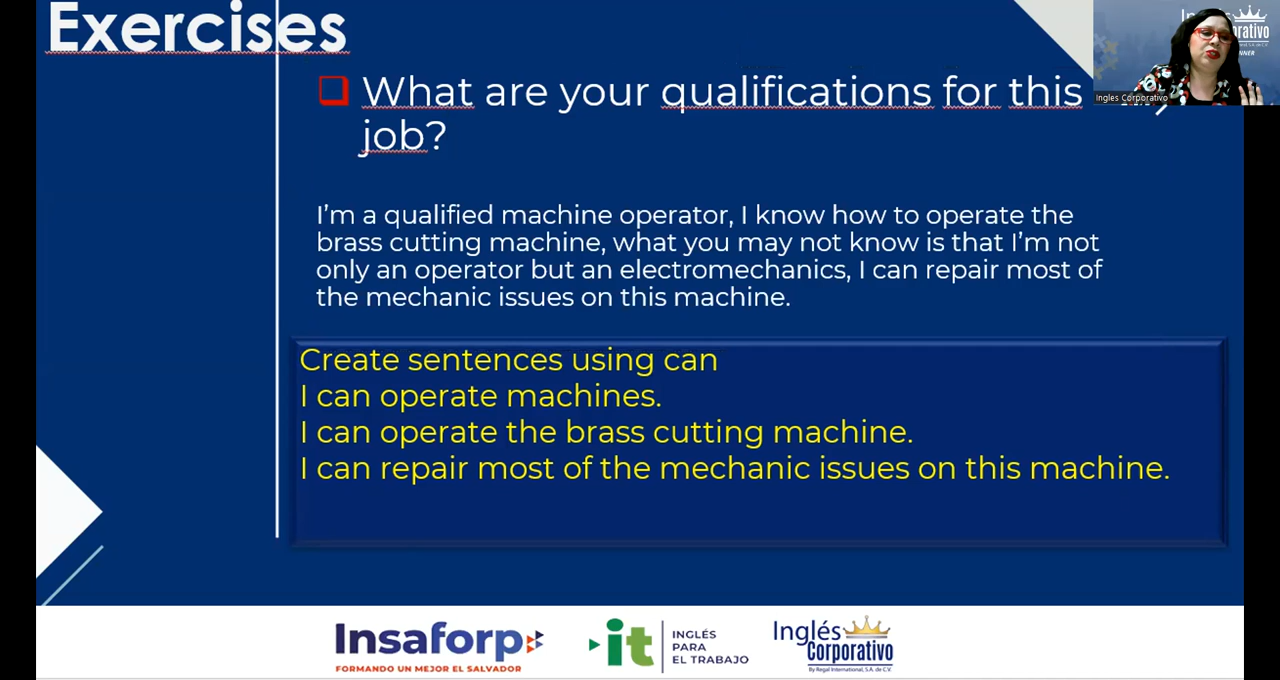 Exercises
What are your qualifications for this
job?
I'm a qualified machine operator, I know how to operate the
brass cutting machine, what you may not know is that I'm not
only an operator but an electromechanics, I can repair most of
the mechanic issues on this machine.
Create sentences using can
I can operate machines.
I can operate the brass cutting machine.
I can repair most of the mechanic issues on this machine.
Ingles Corporativo
Insaforp
FORMANDO UN MEJOR EL SALVADOR
it
INGLÉS
PARA
EL TRABAJO
Inglés
Corporativo
By Regal International, S.A. de C.V.